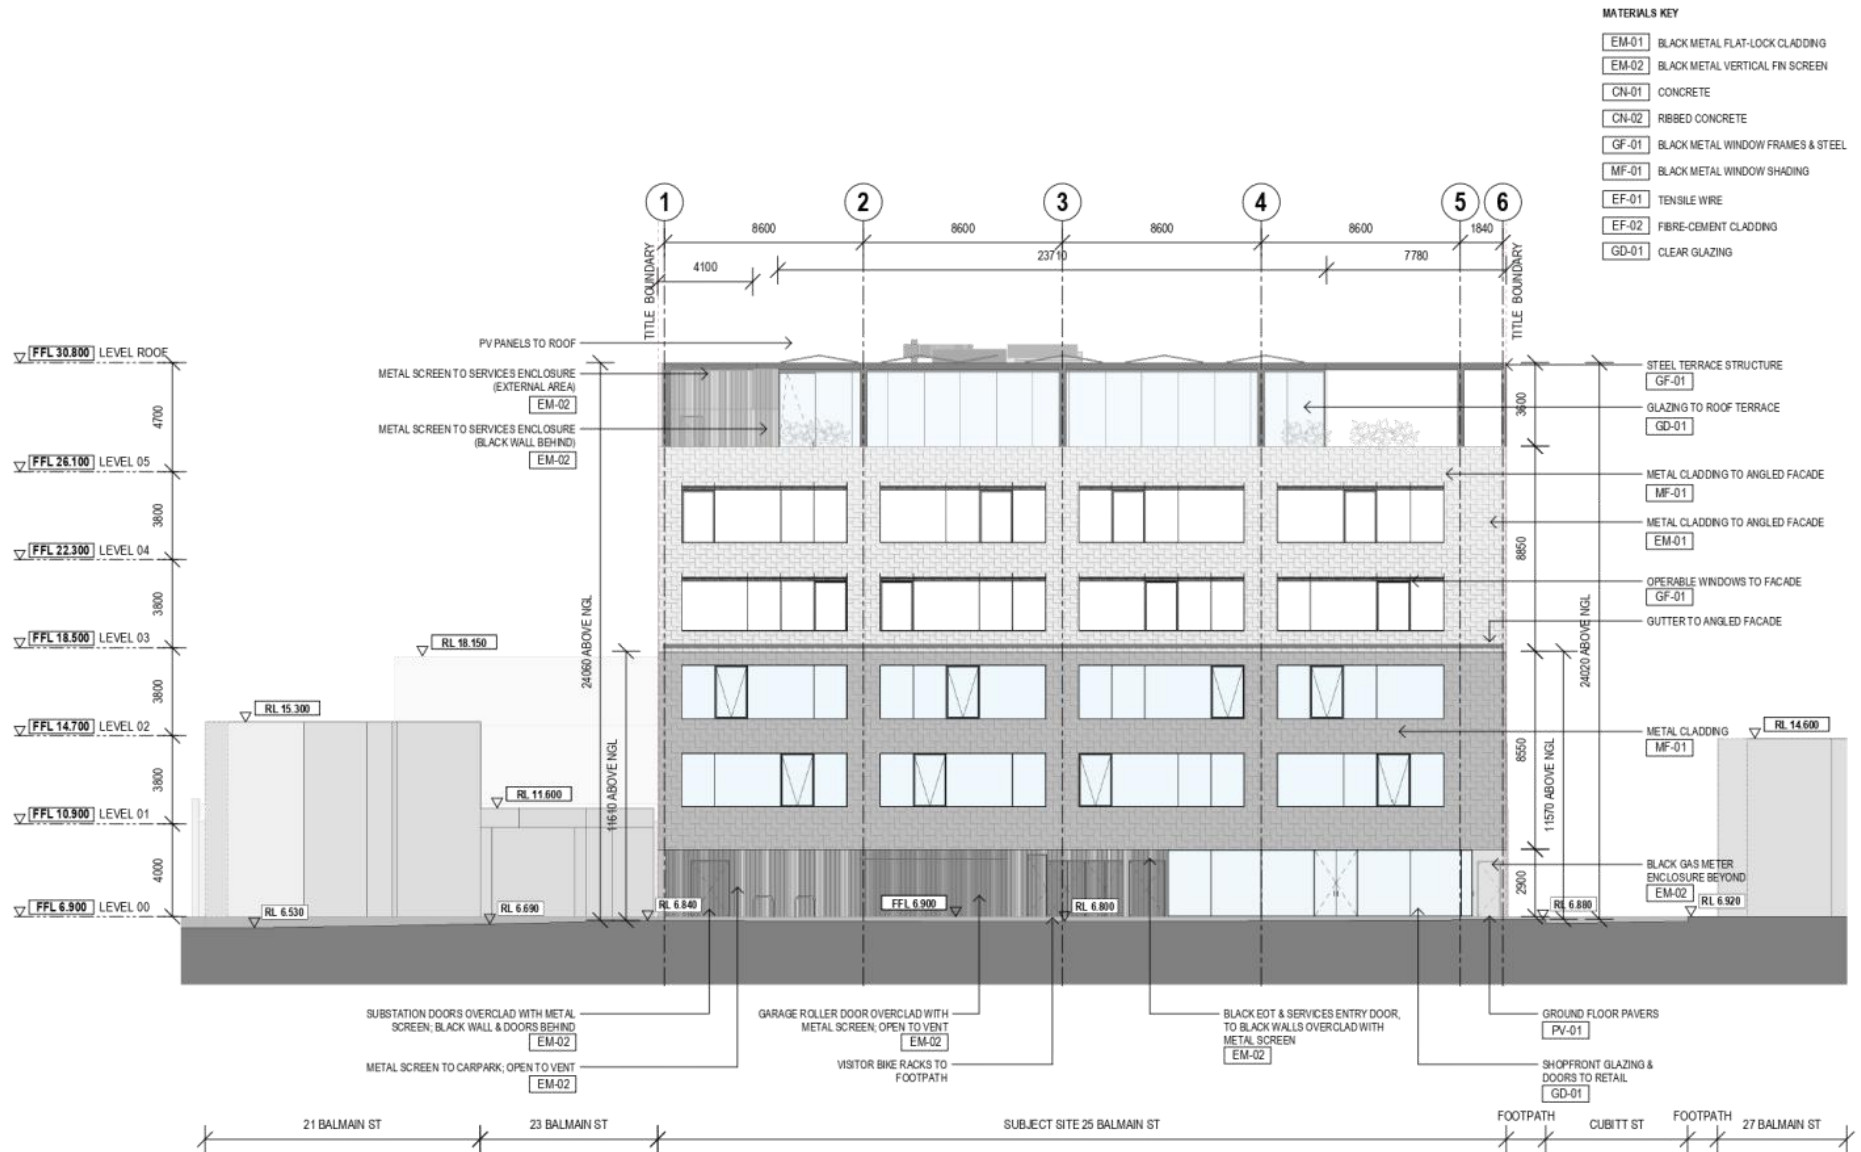 MATERIALS KEY
EM-01 BLACK METAL FLAT-LOCK CLADDING
EM-02 BLACK METAL VERTICAL FIN SCREEN
CN-01 CONCRETE
CN-02 RIBBED CONCRETE
GF-01 BLACK METAL WINDOW FRAMES & STEEL
MF-01 BLACK METAL WINDOW SHADING
EF-01 TENSILE WIRE
EF-02 FIBRE-CEMENT CLADDING
GD-01 CLEAR GLAZING
1 2 3 4 5 6
8600 8600 8600 8600 1840
4100 23710 7780
TITLE BOUNDARY
TITLE BOUNDARY
FFL 30.800 LEVEL ROOF
4700
FFL 26.100 LEVEL 05
3800
FFL 22.300 LEVEL 04
3800
FFL 18.500 LEVEL 03
3800
FFL 14.700 LEVEL 02
3800
FFL 10.900 LEVEL 01
4000
FFL 6.900 LEVEL 00
PV PANELS TO ROOF
METAL SCREEN TO SERVICES ENCLOSURE
(EXTERNAL AREA)
EM-02
METAL SCREEN TO SERVICES ENCLOSURE
(BLACK WALL BEHIND)
EM-02
24060 ABOVE NGL
11610 ABOVE NGL
RL 18.150
RL 15.300
RL 11.600
RL 6.530
RL 6.690
RL 6.840
FFL 6.900
RL 6.800
RL 6.880
RL 6.920
RL 14.600
3600
8850
8550
2900
24020 ABOVE NGL
11570 ABOVE NGL
STEEL TERRACE STRUCTURE
GF-01
GLAZING TO ROOF TERRACE
GD-01
METAL CLADDING TO ANGLED FACADE
MF-01
METAL CLADDING TO ANGLED FACADE
EM-01
OPERABLE WINDOWS TO FACADE
GF-01
GUTTER TO ANGLED FACADE
METAL CLADDING
MF-01
BLACK GAS METER
ENCLOSURE BEYOND
EM-02
SUBSTATION DOORS OVERCLAD WITH METAL
SCREEN; BLACK WALL & DOORS BEHIND
EM-02
METAL SCREEN TO CARPARK; OPEN TO VENT
EM-02
GARAGE ROLLER DOOR OVERCLAD WITH
METAL SCREEN; OPEN TO VENT
EM-02
VISITOR BIKE RACKS TO
FOOTPATH
BLACK EOT & SERVICES ENTRY DOOR,
TO BLACK WALLS OVERCLAD WITH
METAL SCREEN
EM-02
GROUND FLOOR PAVERS
PV-01
SHOPFRONT GLAZING &
DOORS TO RETAIL
GD-01
21 BALMAIN ST
23 BALMAIN ST
SUBJECT SITE 25 BALMAIN ST
FOOTPATH
CUBITT ST
FOOTPATH
27 BALMAIN ST